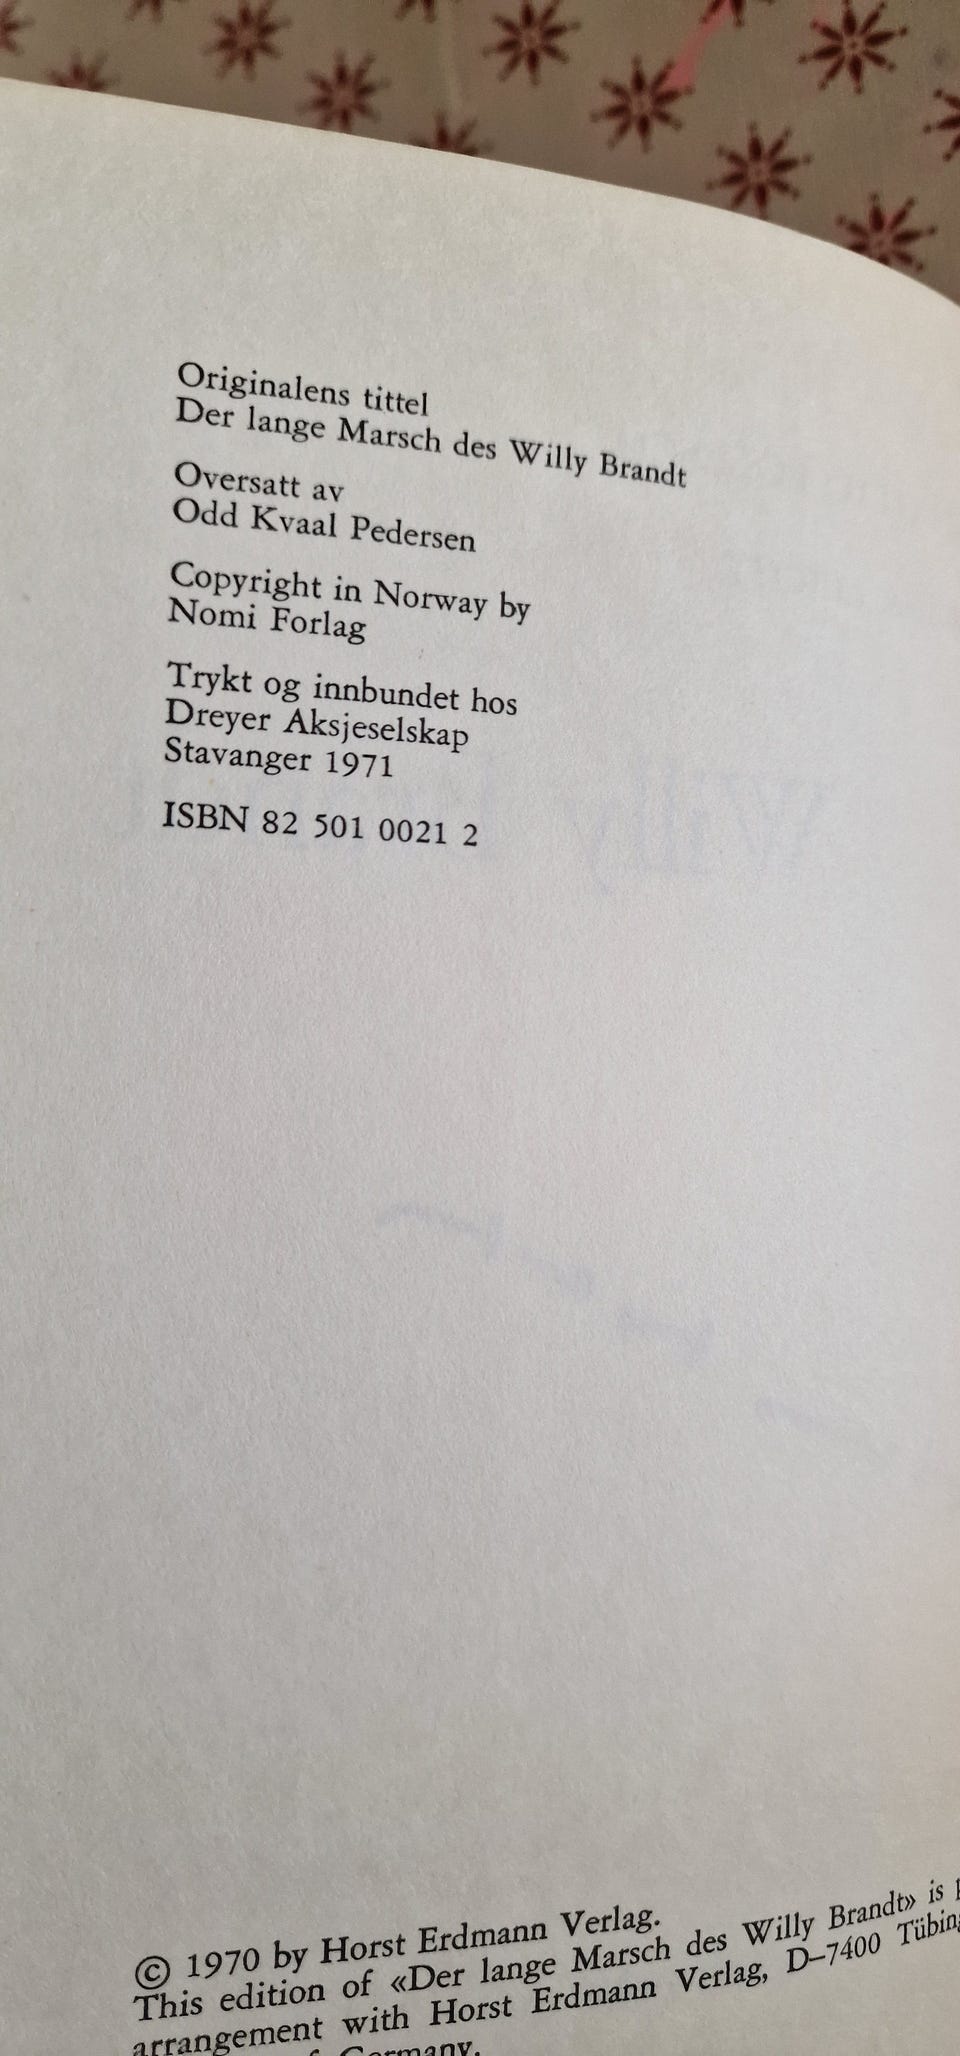 Originalens tittel
Der lange Marsch des Willy Brandt
Oversatt av
Odd Kvaal Pedersen
Copyright in Norway by
Nomi Forlag
Trykt og innbundet hos
Dreyer Aksjeselskap
Stavanger 1971
ISBN 82 501 0021 2
© 1970 by Horst Erdmann Verlag.
This edition of «Der lange Marsch des Willy Brandt» is
arrangement with Horst Erdmann Verlag, D–7400
Germany.